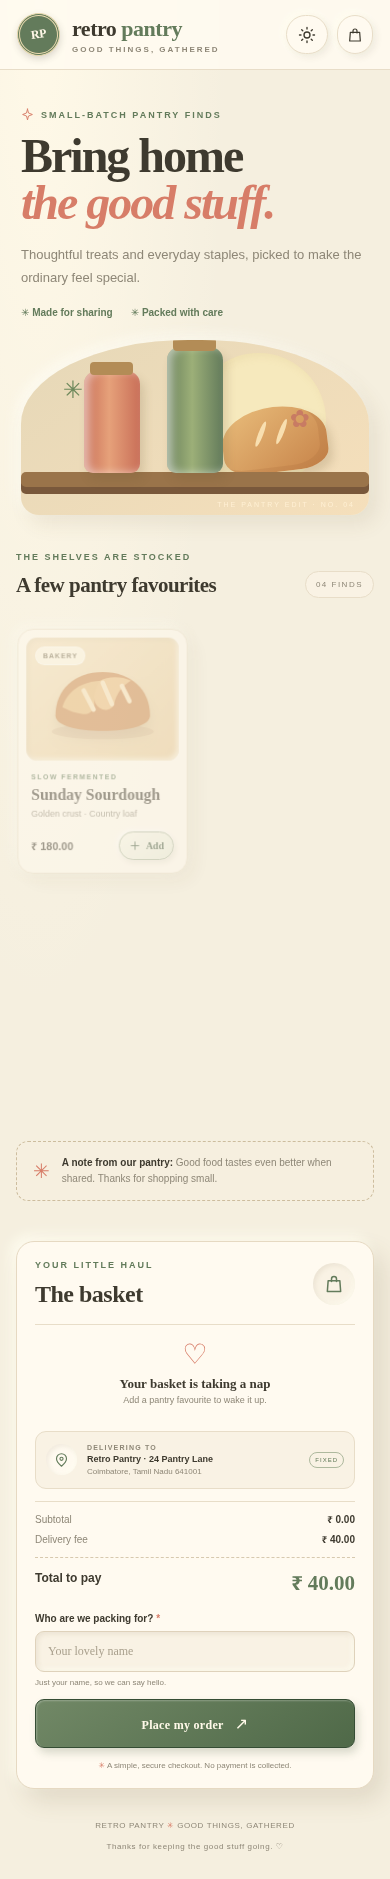 RP
retro pantry
GOOD THINGS, GATHERED
SMALL-BATCH PANTRY FINDS
Bring home
the good stuff.
Thoughtful treats and everyday staples, picked to make the
ordinary feel special.
✳ Made for sharing ✳ Packed with care
THE PANTRY EDIT · NO. 04
THE SHELVES ARE STOCKED
A few pantry favourites
04 FINDS
BAKERY
SLOW FERMENTED
Sunday Sourdough
Golden crust · Country loaf
₹ 180.00
+ Add
A note from our pantry: Good food tastes even better when
shared. Thanks for shopping small.
YOUR LITTLE HAUL
The basket
Your basket is taking a nap
Add a pantry favourite to wake it up.
DELIVERING TO
Retro Pantry · 24 Pantry Lane
Coimbatore, Tamil Nadu 641001
FIXED
Subtotal ₹ 0.00
Delivery fee ₹ 40.00
Total to pay ₹ 40.00
Who are we packing for? *
Your lovely name
Just your name, so we can say hello.
Place my order ↗
✳ A simple, secure checkout. No payment is collected.
RETRO PANTRY ✳ GOOD THINGS, GATHERED
Thanks for keeping the good stuff going. ♡